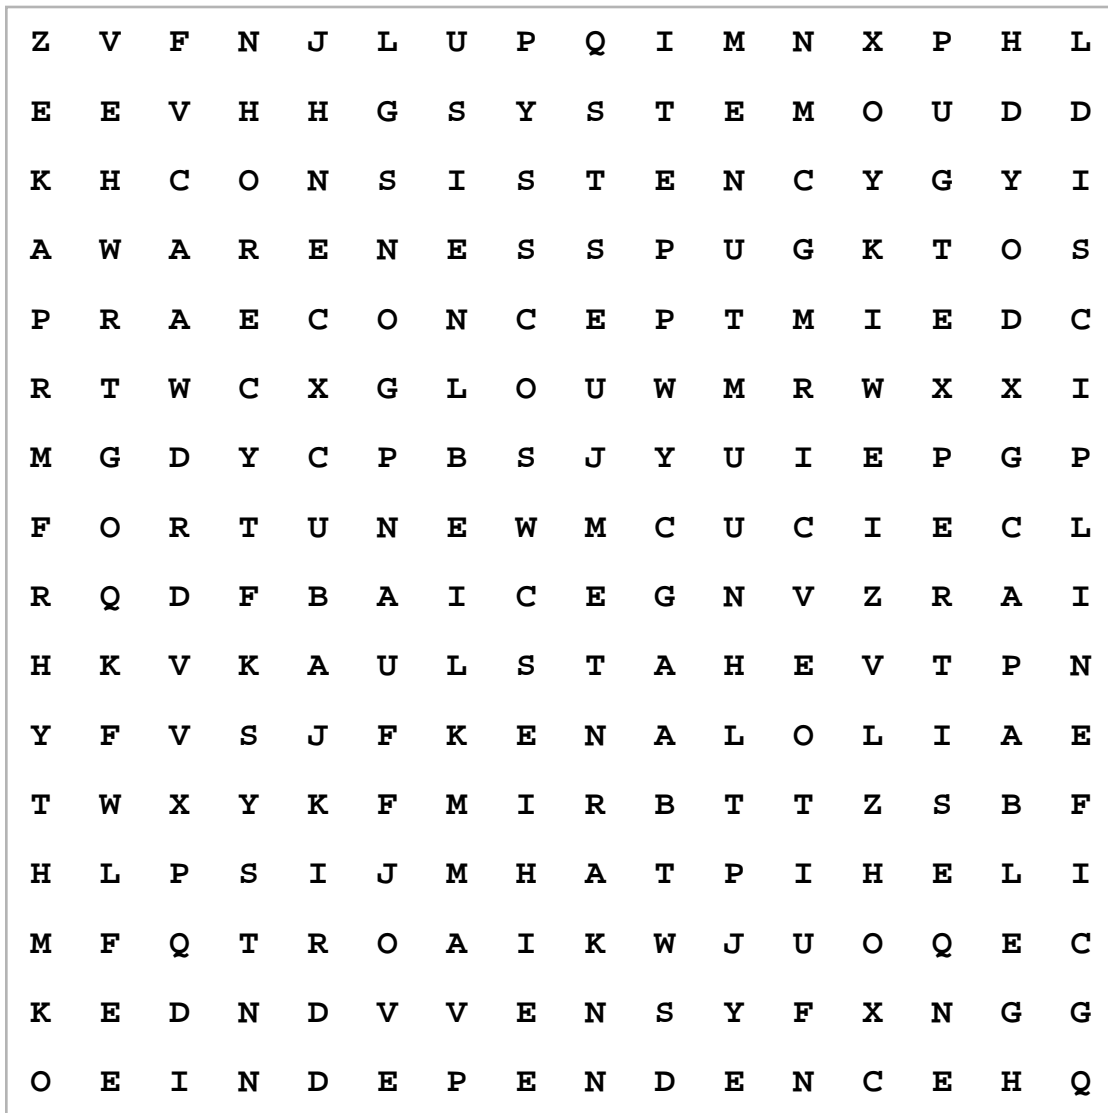 Z V F N J L U P Q I M N X P H L
E E V H H G S Y S T E M O U D D
K H C O N S I S T E N C Y G Y I
A W A R E N E S S P U G K T O S
P R A E C O N C E P T M I E D C
R T W C X G L O U W M R W X X I
M G D Y C P B S J Y U I E P G P
F O R T U N E W M C U C I E C L
R Q D F B A I C E G N V Z R A I
H K V K A U L S T A H E V T P N
Y F V S J F K E N A L O L I A E
T W X Y K F M I R B T T Z S B F
H L P S I J M H A T P I H E L I
M F Q T R O A I K W J U O Q E C
K E D N D V V E N S Y F X N G G
O E I N D E P E N D E N C E H Q